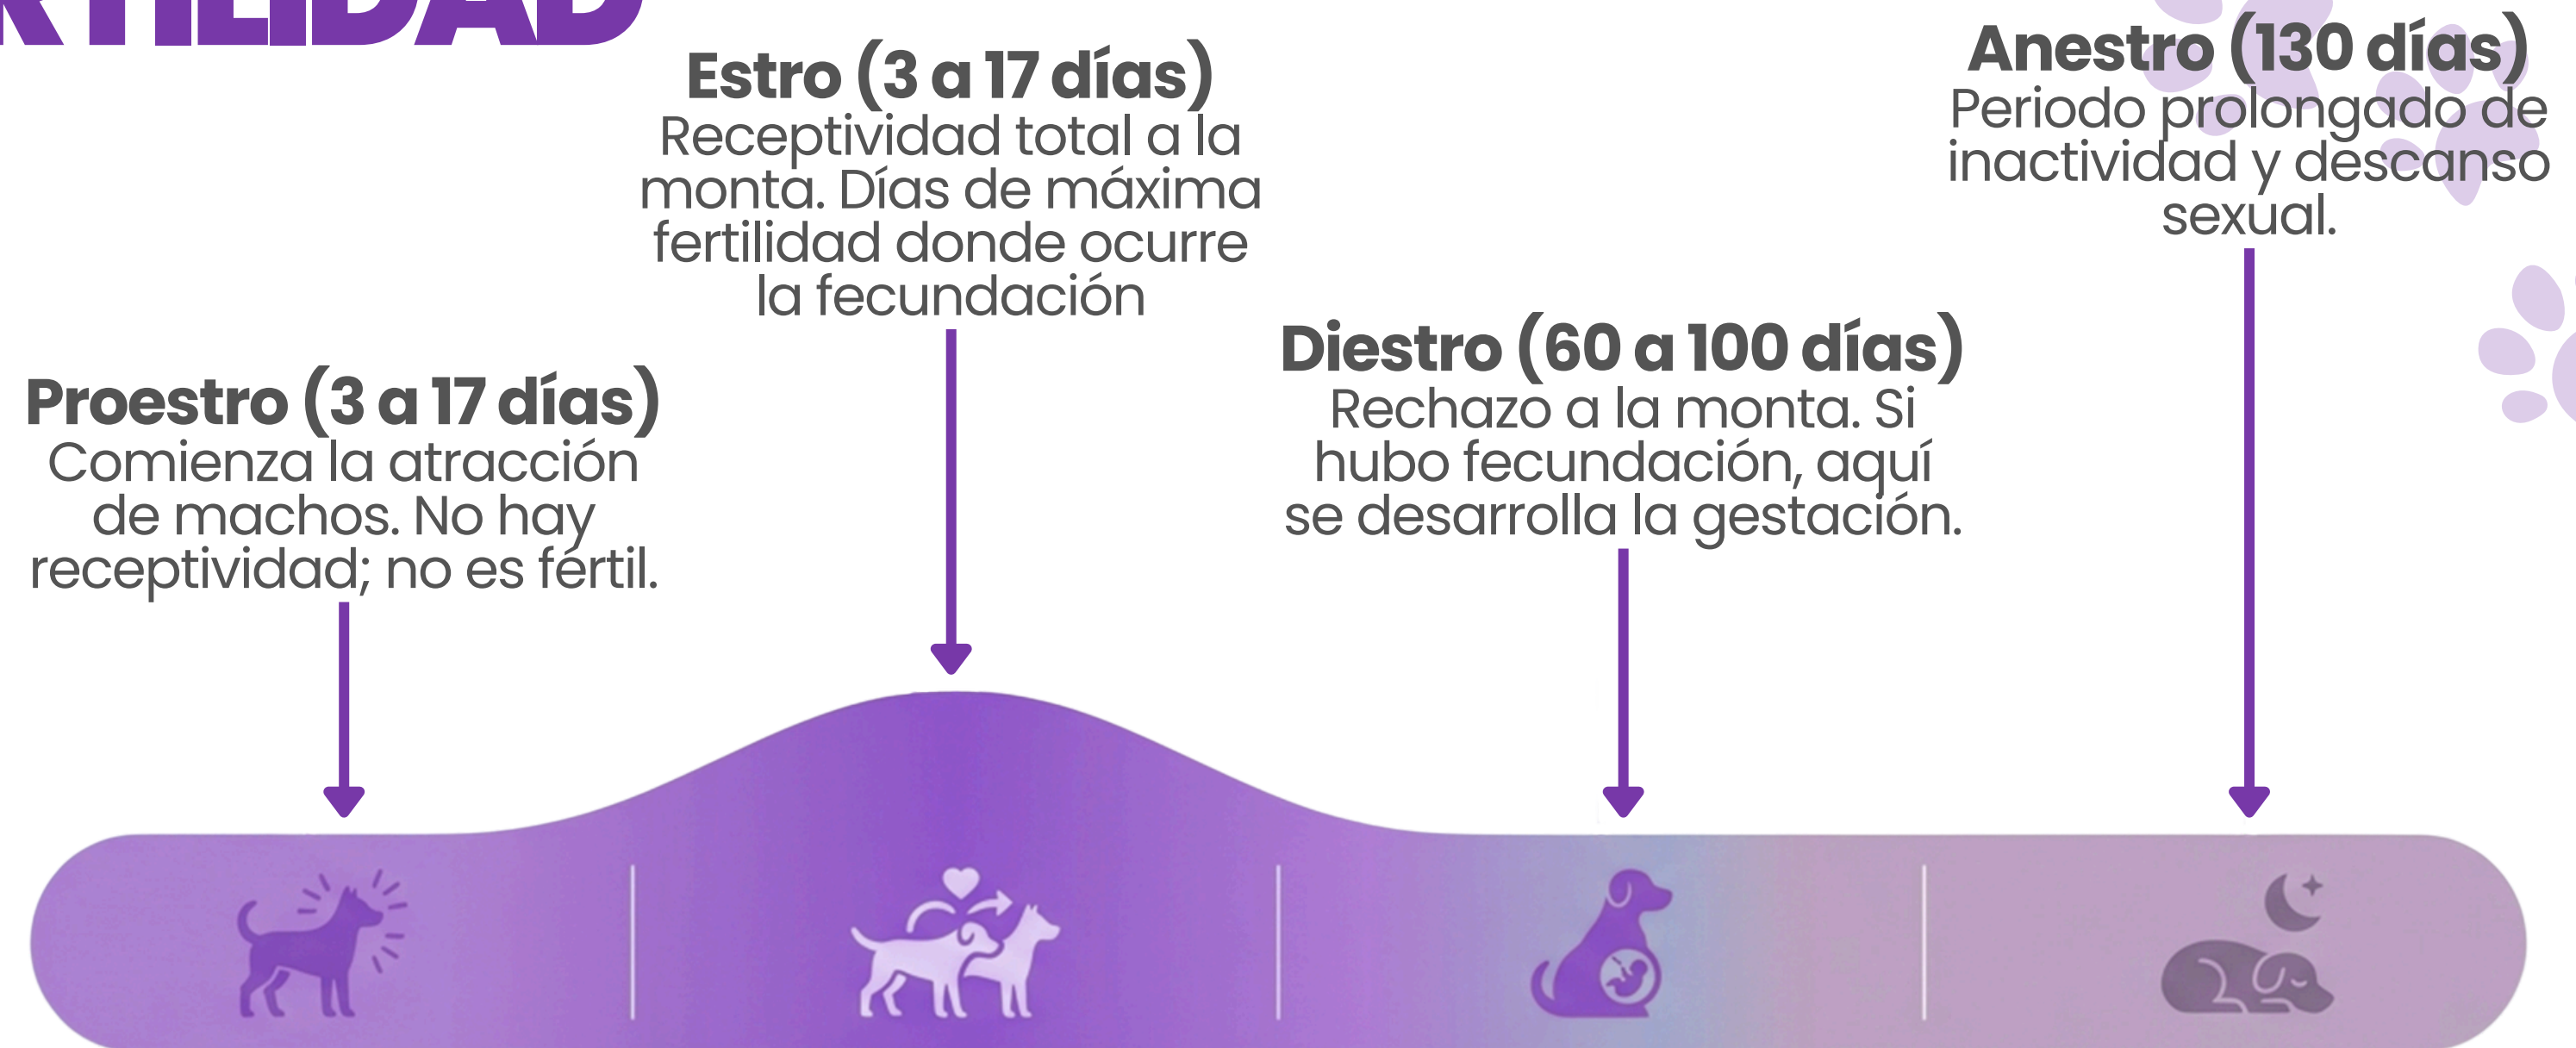 RTILIDAD
Proestro (3 a 17 días)
Comienza la atracción
de machos. No hay
receptividad; no es fértil.
Estro (3 a 17 días)
Receptividad total a la
monta. Días de máxima
fertilidad donde ocurre
la fecundación
Diestro (60 a 100 días)
Rechazo a la monta. Si
hubo fecundación, aquí
se desarrolla la gestación.
Anestro (130 días)
Periodo prolongado de
inactividad y descanso
sexual.